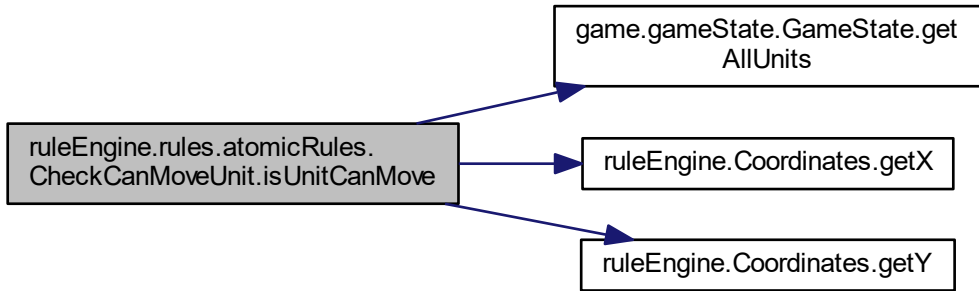 ruleEngine.rules.atomicRules.
CheckCanMoveUnit.isUnitCanMove
game.gameState.GameState.get
AllUnits
ruleEngine.Coordinates.getX
ruleEngine.Coordinates.getY